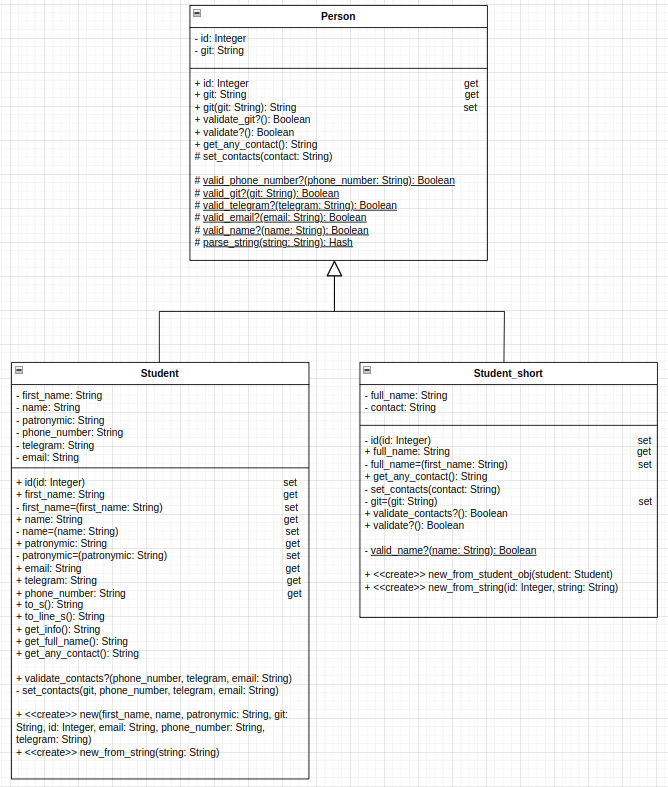 Person
- id: Integer
- git: String
+ id: Integer get
+ git: String get
+ git(git: String): String set
+ validate_git?(): Boolean
+ validate?(): Boolean
+ get_any_contact(): String
# set_contacts(contact: String)
# valid_phone_number?(phone_number: String): Boolean
# valid_git?(git: String): Boolean
# valid_telegram?(telegram: String): Boolean
# valid_email?(email: String): Boolean
# valid_name?(name: String): Boolean
# parse_string(string: String): Hash
Student
- first_name: String
- name: String
- patronymic: String
- phone_number: String
- telegram: String
- email: String
+ id(id: Integer) set
+ first_name: String get
- first_name=(first_name: String) set
+ name: String get
- name=(name: String) set
+ patronymic: String get
- patronymic=(patronymic: String) set
+ email: String get
+ telegram: String get
+ phone_number: String get
+ to_s(): String
+ to_line_s(): String
+ get_info(): String
+ get_full_name(): String
+ get_any_contact(): String
+ validate_contacts?(phone_number, telegram, email: String)
- set_contacts(git, phone_number, telegram, email: String)
+ <<create>> new(first_name, name, patronymic: String, git:
String, id: Integer, email: String, phone_number: String,
telegram: String)
+ <<create>> new_from_string(string: String)
Student_short
- full_name: String
- contact: String
- id(id: Integer) set
+ full_name: String get
- full_name=(first_name: String) set
+ get_any_contact(): String
- set_contacts(contact: String)
- git=(git: String) set
+ validate_contacts?(): Boolean
+ validate?(): Boolean
- valid_name?(name: String): Boolean
+ <<create>> new_from_student_obj(student: Student)
+ <<create>> new_from_string(id: Integer, string: String)